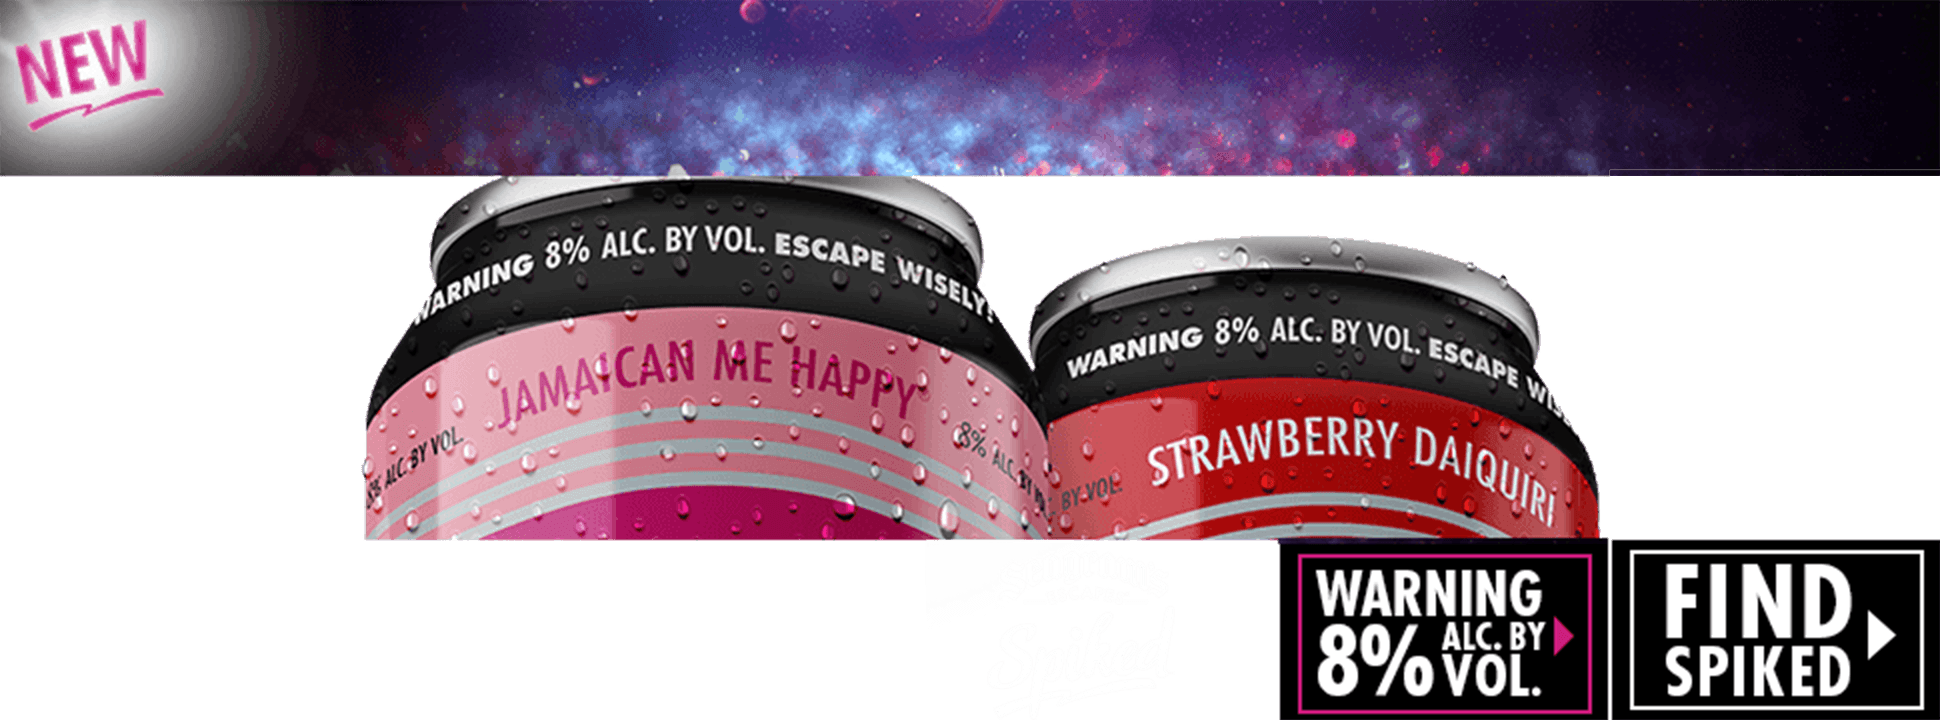 NEW
WARNING 8% ALC. BY VOL. ESCAPE WISELY!
JAMAICAN ME HAPPY
8% ALC. BY VOL.
8% ALC. BY
WARNING 8% ALC. BY VOL. ESCAPE
STRAWBERRY DAIQUIRI
BY VOL.
WARNING
8% ALC. BY
VOL.
FIND
SPIKED